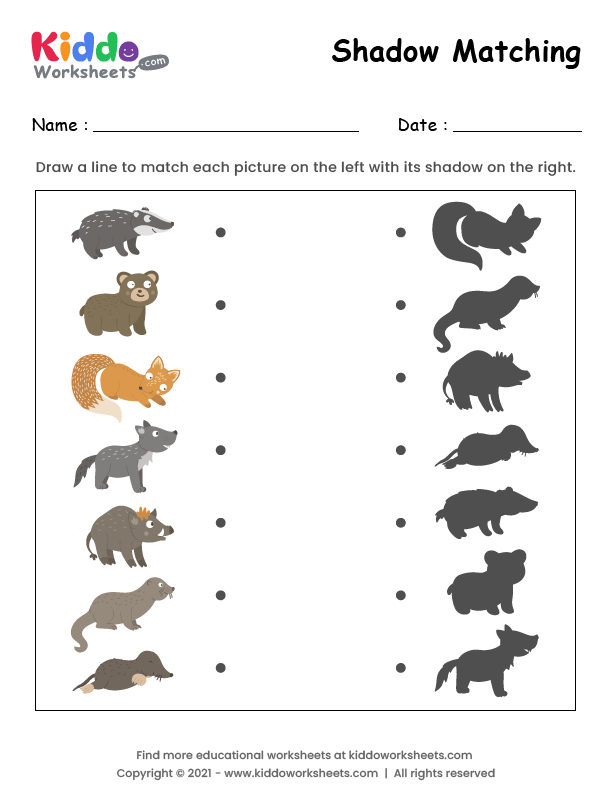 Kiddo
Worksheets.com
Shadow Matching
Name :
Date :
Draw a line to match each picture on the left with its shadow on the right.
Find more educational worksheets at kiddoworksheets.com
Copyright © 2021 - www.kiddoworksheets.com | All rights reserved